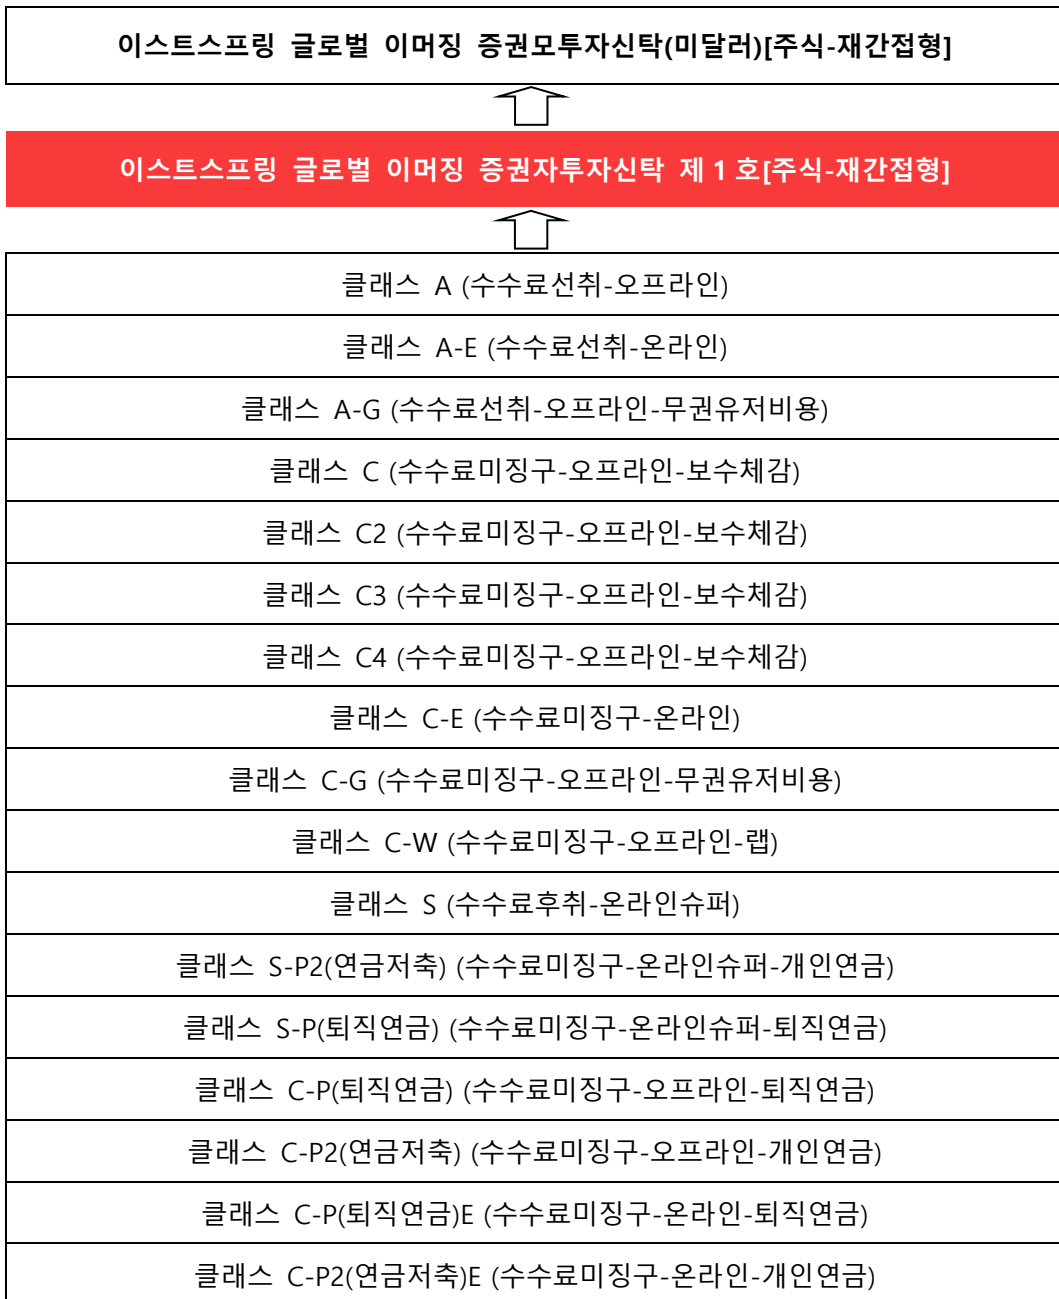 이스트스프링 글로벌 이머징 증권모투자신탁(미달러)[주식-재간접형]
이스트스프링 글로벌 이머징 증권자투자신탁 제 1 호[주식-재간접형]
클래스 A (수수료선취-오프라인)
클래스 A-E (수수료선취-온라인)
클래스 A-G (수수료선취-오프라인-무권유저비용)
클래스 C (수수료미징구-오프라인-보수체감)
클래스 C2 (수수료미징구-오프라인-보수체감)
클래스 C3 (수수료미징구-오프라인-보수체감)
클래스 C4 (수수료미징구-오프라인-보수체감)
클래스 C-E (수수료미징구-온라인)
클래스 C-G (수수료미징구-오프라인-무권유저비용)
클래스 C-W (수수료미징구-오프라인-랩)
클래스 S (수수료후취-온라인슈퍼)
클래스 S-P2(연금저축) (수수료미징구-온라인슈퍼-개인연금)
클래스 S-P(퇴직연금) (수수료미징구-온라인슈퍼-퇴직연금)
클래스 C-P(퇴직연금) (수수료미징구-오프라인-퇴직연금)
클래스 C-P2(연금저축) (수수료미징구-오프라인-개인연금)
클래스 C-P(퇴직연금)E (수수료미징구-온라인-퇴직연금)
클래스 C-P2(연금저축)E (수수료미징구-온라인-개인연금)